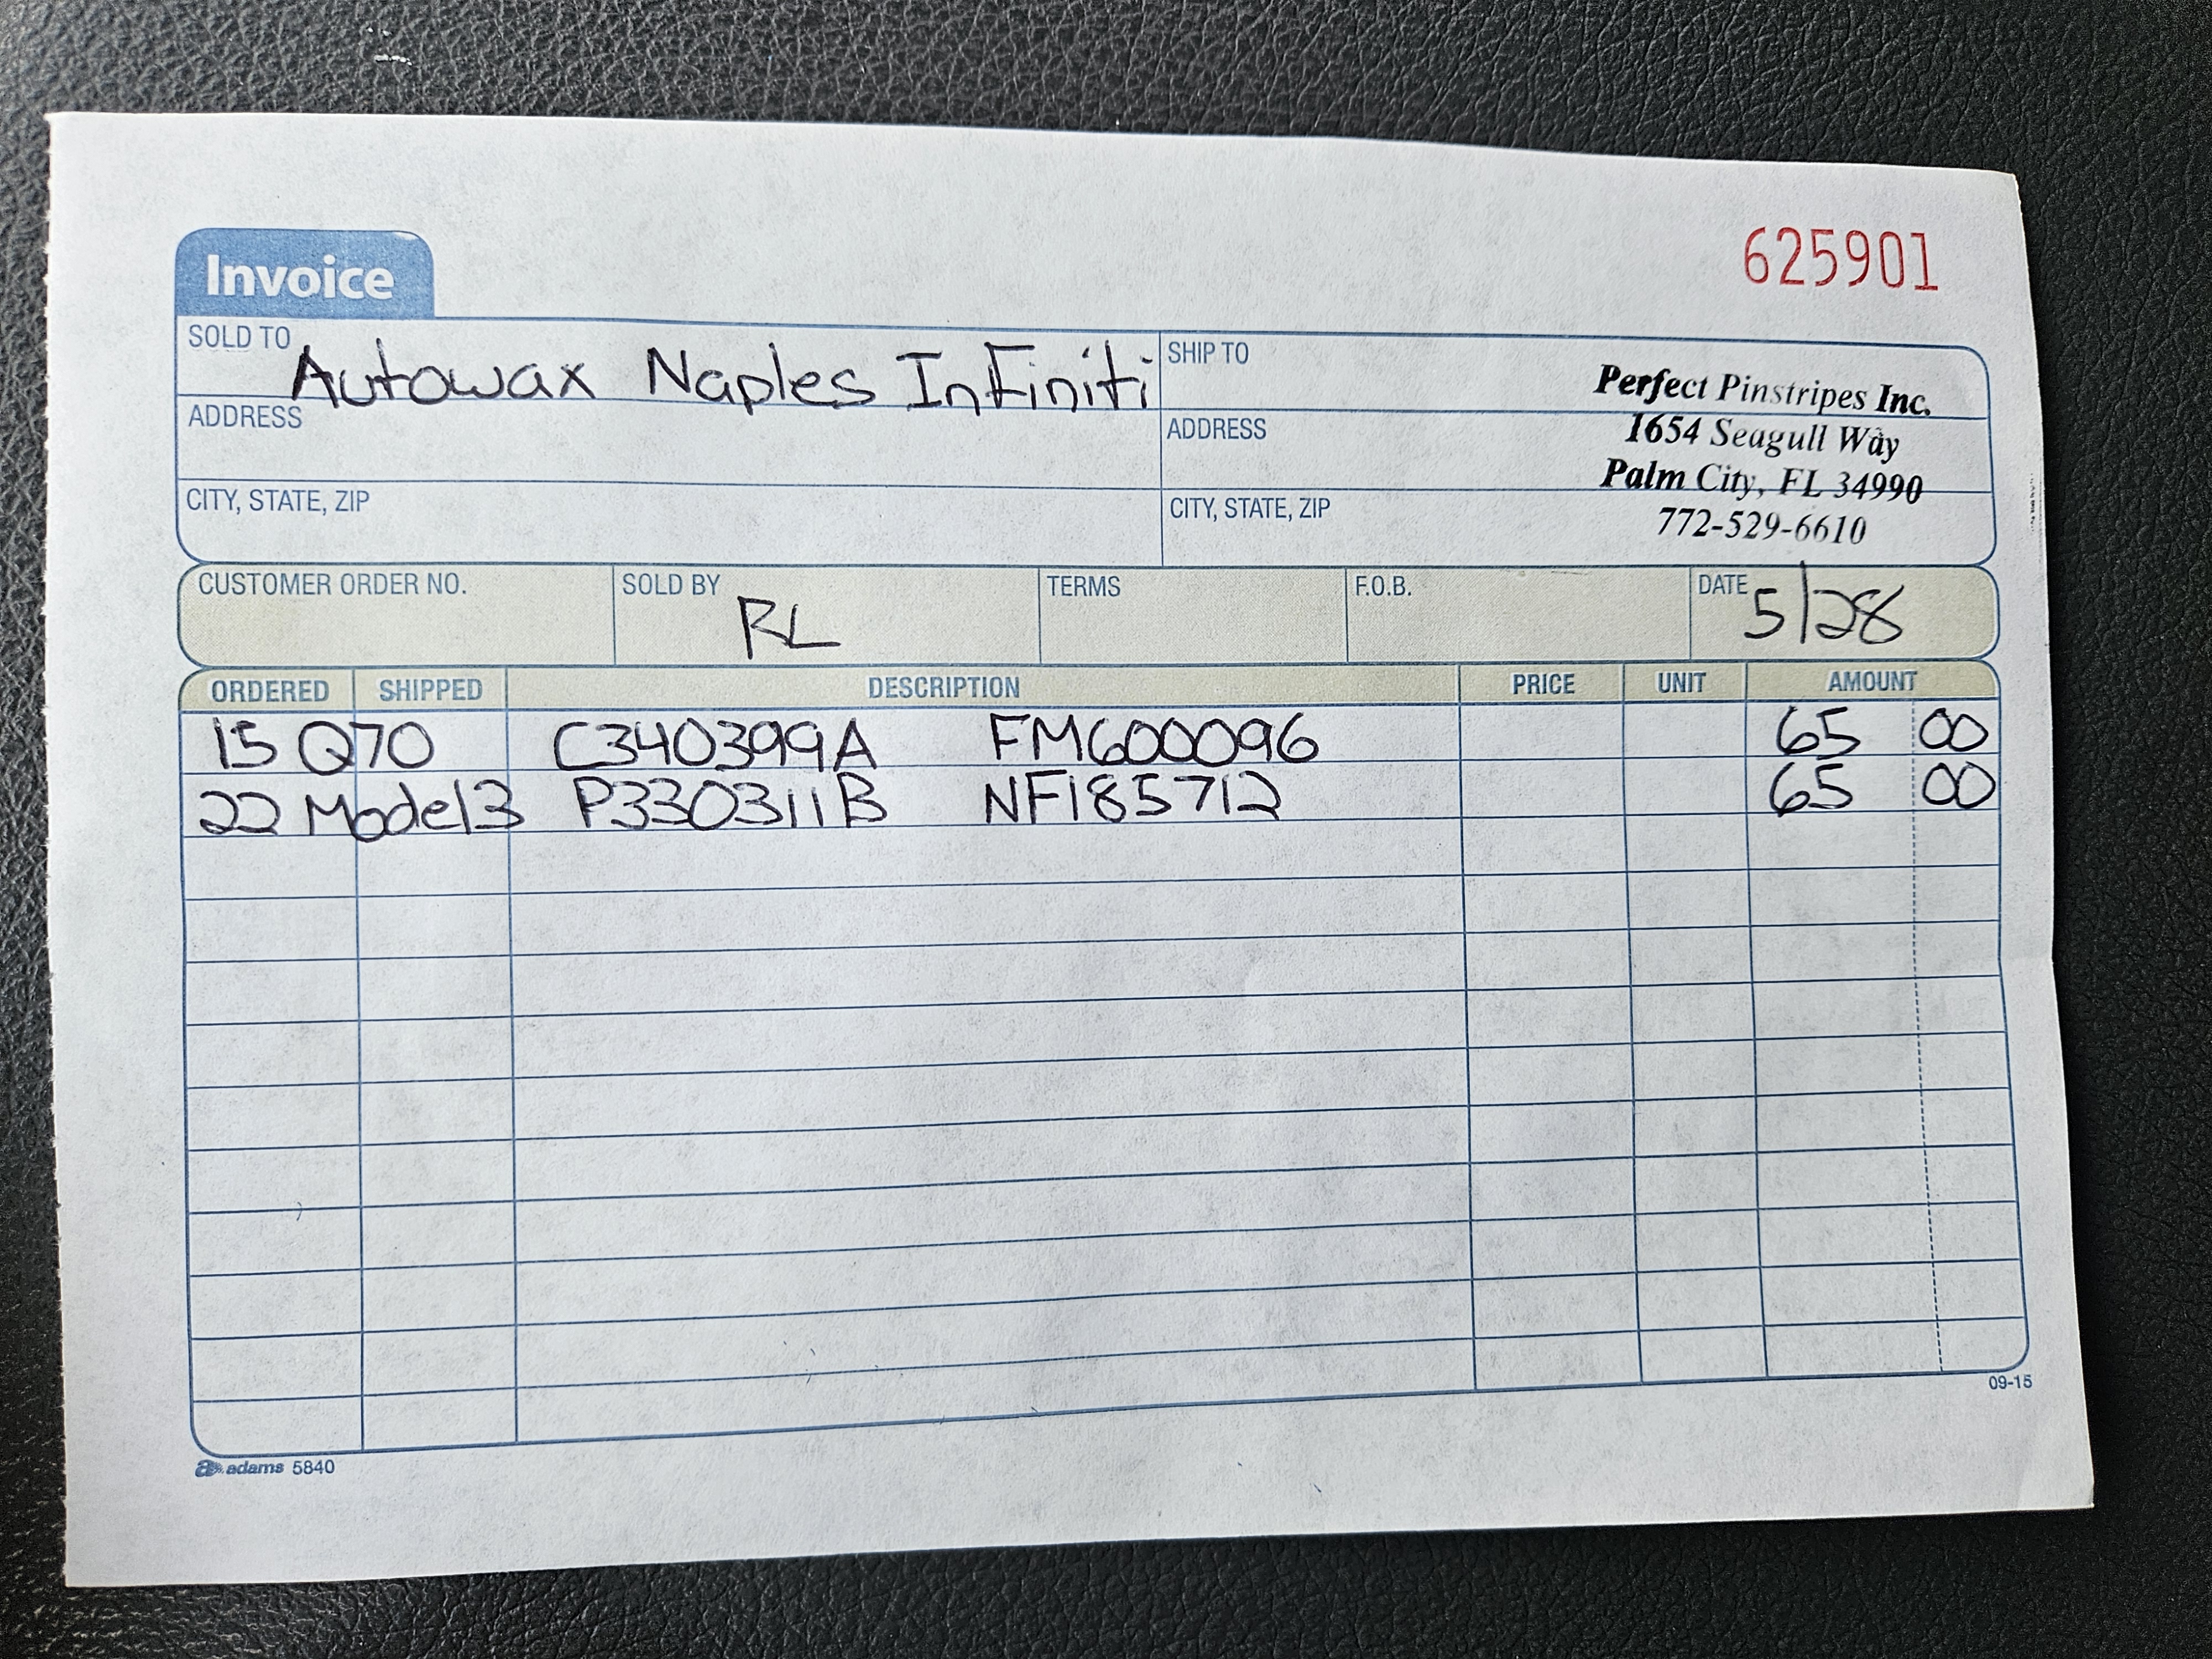 Invoice
625901
SOLD TO Autowax Naples Infiniti
SHIP TO
Perfect Pinstripes Inc.
ADDRESS
ADDRESS
1654 Seagull Way
Palm City, FL 34990
CITY, STATE, ZIP
CITY, STATE, ZIP
772-529-6610
CUSTOMER ORDER NO. SOLD BY RL TERMS F.O.B. DATE 5/28
ORDERED SHIPPED DESCRIPTION PRICE UNIT AMOUNT
15 Q70 C340399A FM600096 65 00
22 Model 3 P330311B NF185712 65 00
09-15
adams 5840